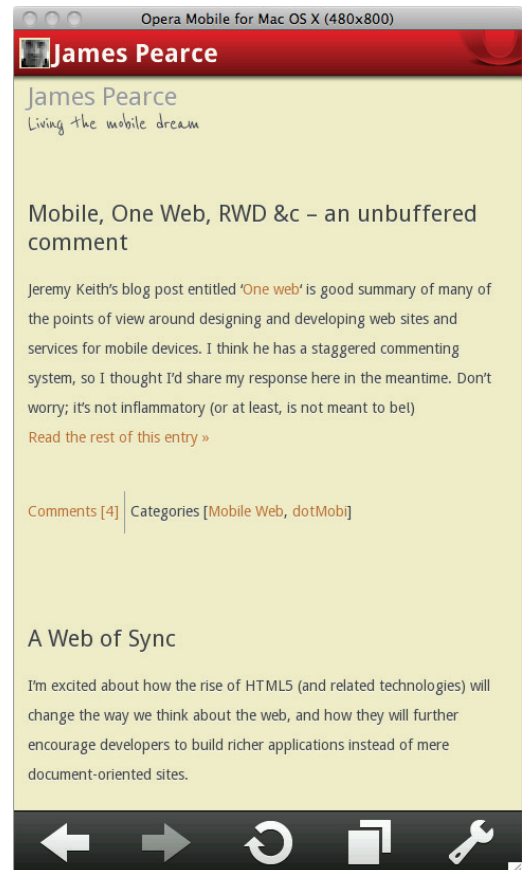 Opera Mobile for Mac OS X (480x800)
James Pearce
James Pearce
Living the mobile dream
Mobile, One Web, RWD &c – an unbuffered
comment
Jeremy Keith's blog post entitled ‘One web‘ is good summary of many of
the points of view around designing and developing web sites and
services for mobile devices. I think he has a staggered commenting
system, so I thought I'd share my response here in the meantime. Don't
worry; it's not inflammatory (or at least, is not meant to be!)
Read the rest of this entry »
Comments [4] Categories [Mobile Web, dotMobi]
A Web of Sync
I'm excited about how the rise of HTML5 (and related technologies) will
change the way we think about the web, and how they will further
encourage developers to build richer applications instead of mere
document-oriented sites.